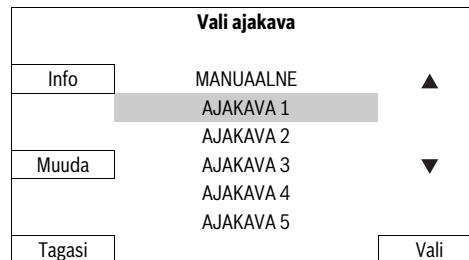 Vali ajakava
Info
MANUAALNE
AJAKAVA 1
AJAKAVA 2
Muuda
AJAKAVA 3
AJAKAVA 4
AJAKAVA 5
Tagasi
Vali